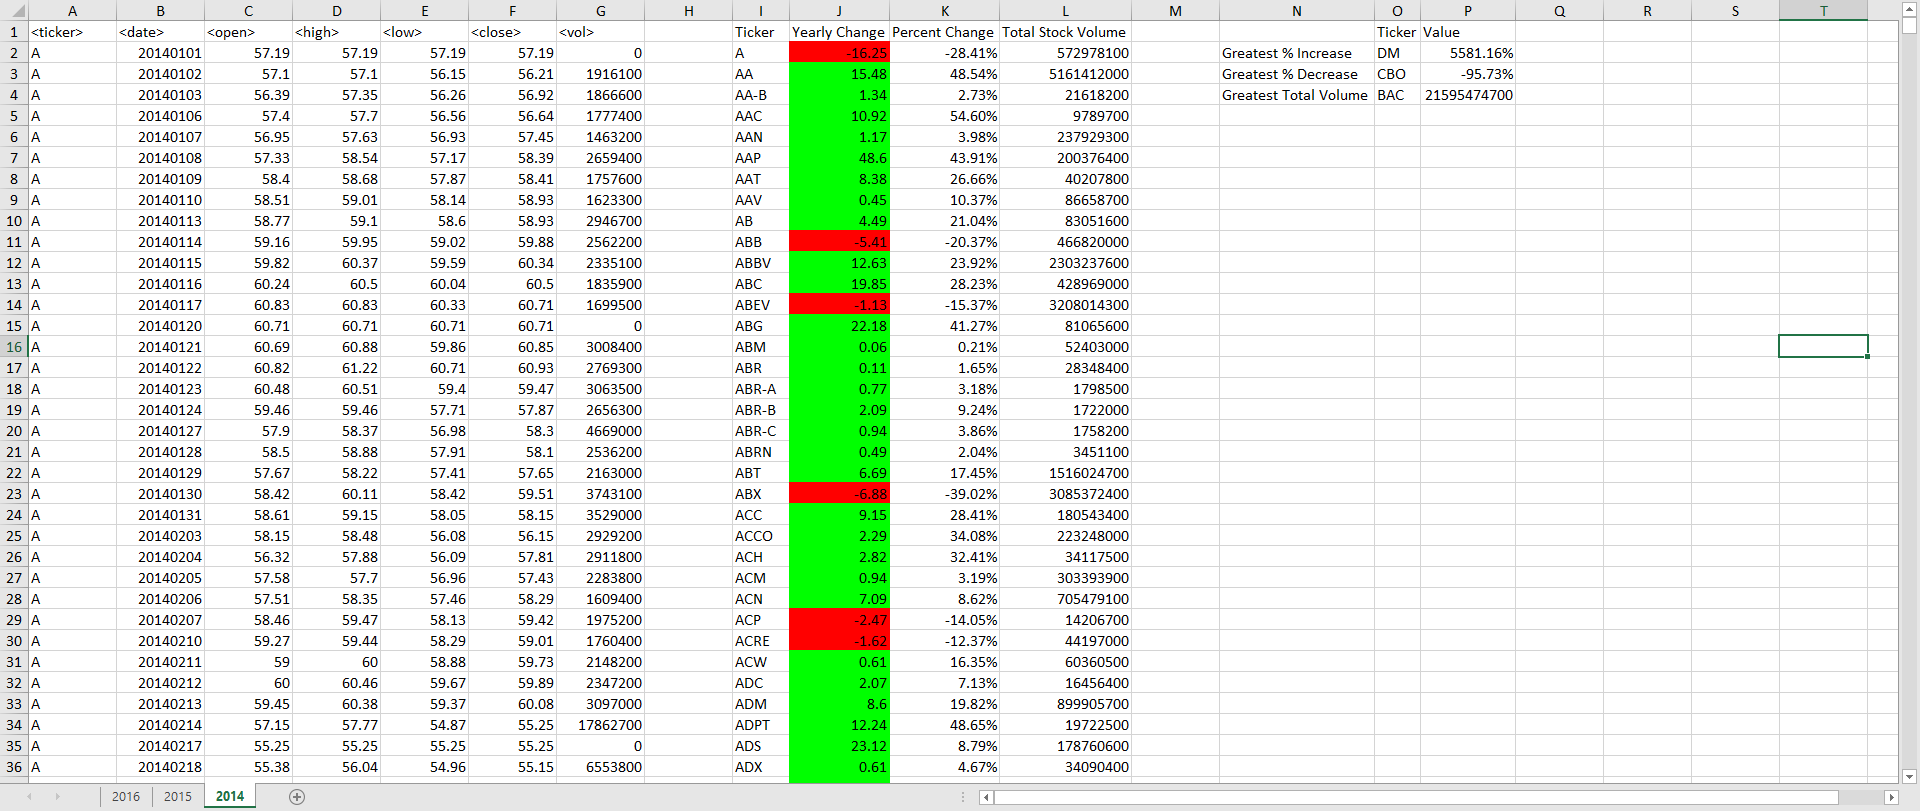 A B C D E F G H I J K L M N O P Q R S T
1 <ticker> <date> <open> <high> <low> <close> <vol> Ticker Yearly Change Percent Change Total Stock Volume Ticker Value
2 A 20140101 57.19 57.19 57.19 57.19 0 A -16.25 -28.41% 572978100 Greatest % Increase DM 5581.16%
3 A 20140102 57.1 57.1 56.15 56.21 1916100 AA 15.48 48.54% 5161412000 Greatest % Decrease CBO -95.73%
4 A 20140103 56.39 57.35 56.26 56.92 1866600 AA-B 1.34 2.73% 21618200 Greatest Total Volume BAC 21595474700
5 A 20140106 57.4 57.7 56.56 56.64 1777400 AAC 10.92 54.60% 9789700
6 A 20140107 56.95 57.63 56.93 57.45 1463200 AAN 1.17 3.98% 237929300
7 A 20140108 57.33 58.54 57.17 58.39 2659400 AAP 48.6 43.91% 200376400
8 A 20140109 58.4 58.68 57.87 58.41 1757600 AAT 8.38 26.66% 40207800
9 A 20140110 58.51 59.01 58.14 58.93 1623300 AAV 0.45 10.37% 86658700
10 A 20140113 58.77 59.1 58.6 58.93 2946700 AB 4.49 21.04% 83051600
11 A 20140114 59.16 59.95 59.02 59.88 2562200 ABB -5.41 -20.37% 466820000
12 A 20140115 59.82 60.37 59.59 60.34 2335100 ABBV 12.63 23.92% 2303237600
13 A 20140116 60.24 60.5 60.04 60.5 1835900 ABC 19.85 28.23% 428969000
14 A 20140117 60.83 60.83 60.33 60.71 1699500 ABEV -1.13 -15.37% 3208014300
15 A 20140120 60.71 60.71 60.71 60.71 0 ABG 22.18 41.27% 81065600
16 A 20140121 60.69 60.88 59.86 60.85 3008400 ABM 0.06 0.21% 52403000
17 A 20140122 60.82 61.22 60.71 60.93 2769300 ABR 0.11 1.65% 28348400
18 A 20140123 60.48 60.51 59.4 59.47 3063500 ABR-A 0.77 3.18% 1798500
19 A 20140124 59.46 59.46 57.71 57.87 2656300 ABR-B 2.09 9.24% 1722000
20 A 20140127 57.9 58.37 56.98 58.3 4669000 ABR-C 0.94 3.86% 1758200
21 A 20140128 58.5 58.88 57.91 58.1 2536200 ABRN 0.49 2.04% 3451100
22 A 20140129 57.67 58.22 57.41 57.65 2163000 ABT 6.69 17.45% 1516024700
23 A 20140130 58.42 60.11 58.42 59.51 3743100 ABX -6.88 -39.02% 3085372400
24 A 20140131 58.61 59.15 58.05 58.15 3529000 ACC 9.15 28.41% 180543400
25 A 20140203 58.15 58.48 56.08 56.15 2929200 ACCO 2.29 34.08% 223248000
26 A 20140204 56.32 57.88 56.09 57.81 2911800 ACH 2.82 32.41% 34117500
27 A 20140205 57.58 57.7 56.96 57.43 2283800 ACM 0.94 3.19% 303393900
28 A 20140206 57.51 58.35 57.46 58.29 1609400 ACN 7.09 8.62% 705479100
29 A 20140207 58.46 59.47 58.13 59.42 1975200 ACP -2.47 -14.05% 14206700
30 A 20140210 59.27 59.44 58.29 59.01 1760400 ACRE -1.62 -12.37% 44197000
31 A 20140211 59 60 58.88 59.73 2148200 ACW 0.61 16.35% 60360500
32 A 20140212 60 60.46 59.67 59.89 2347200 ADC 2.07 7.13% 16456400
33 A 20140213 59.45 60.38 59.37 60.08 3097000 ADM 8.6 19.82% 899905700
34 A 20140214 57.15 57.77 54.87 55.25 17862700 ADPT 12.24 48.65% 19722500
35 A 20140217 55.25 55.25 55.25 55.25 0 ADS 23.12 8.79% 178760600
36 A 20140218 55.38 56.04 54.96 55.15 6553800 ADX 0.61 4.67% 34090400
2016 2015 2014